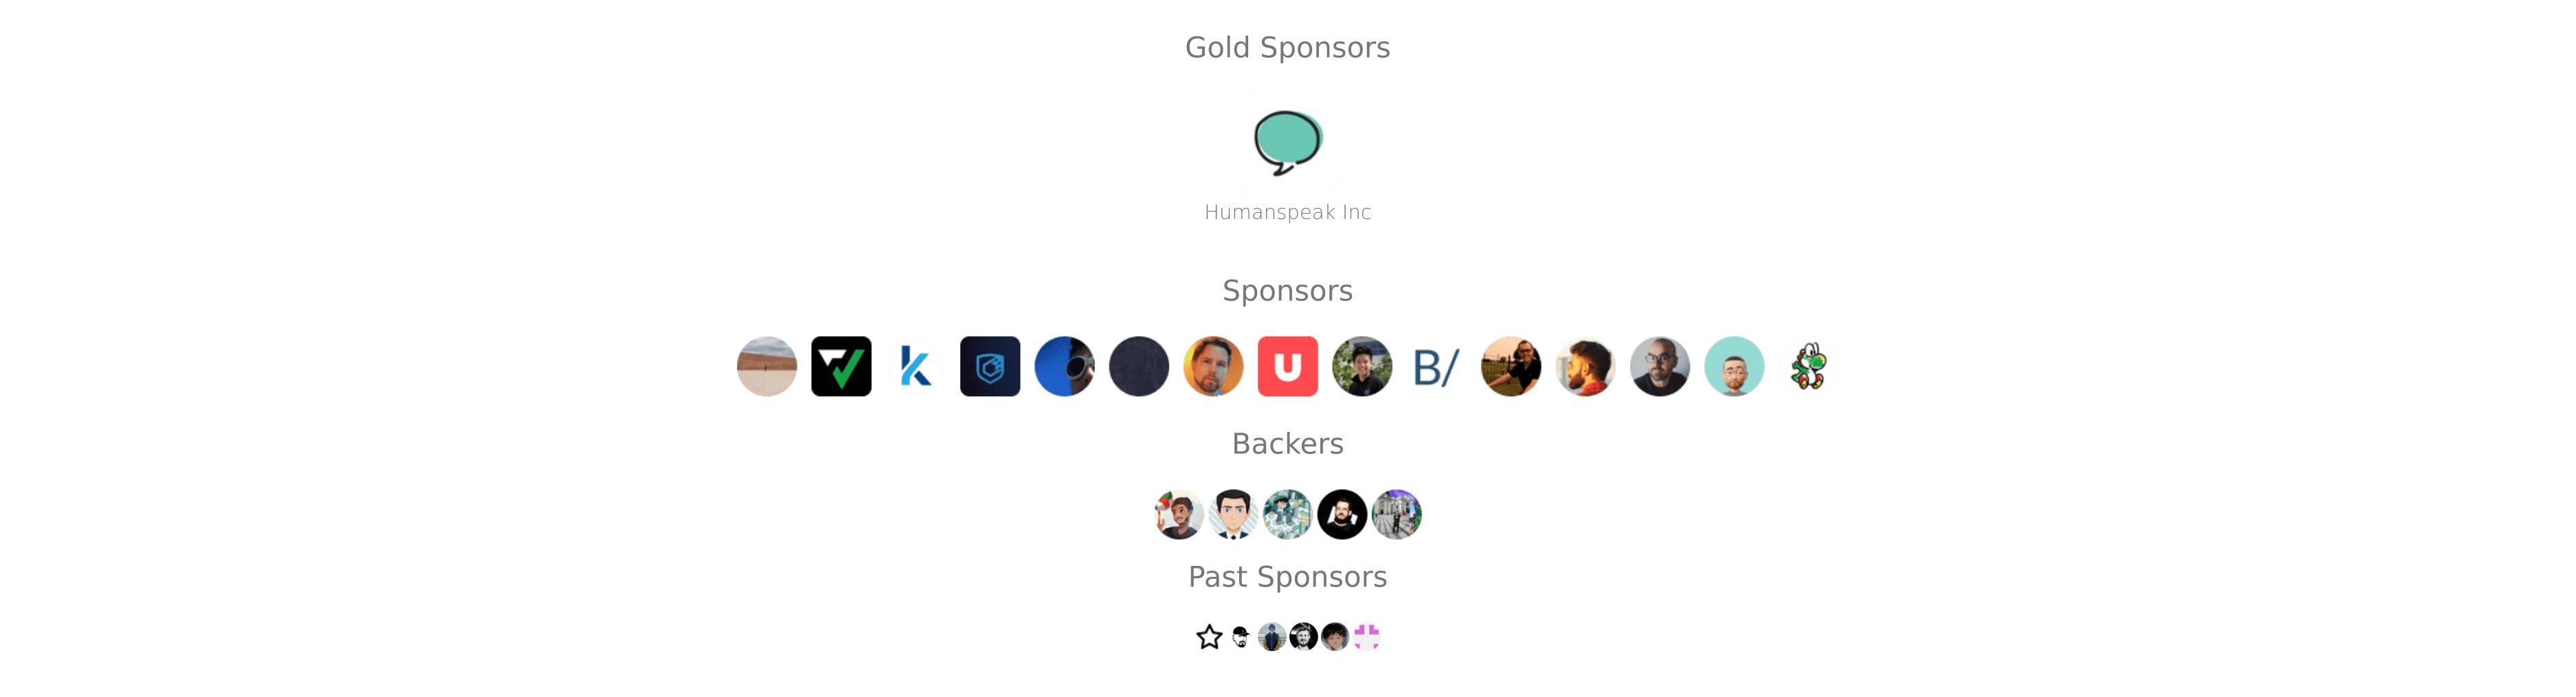 Gold Sponsors
Humanspeak Inc
Sponsors
U
B/
Backers
Past Sponsors